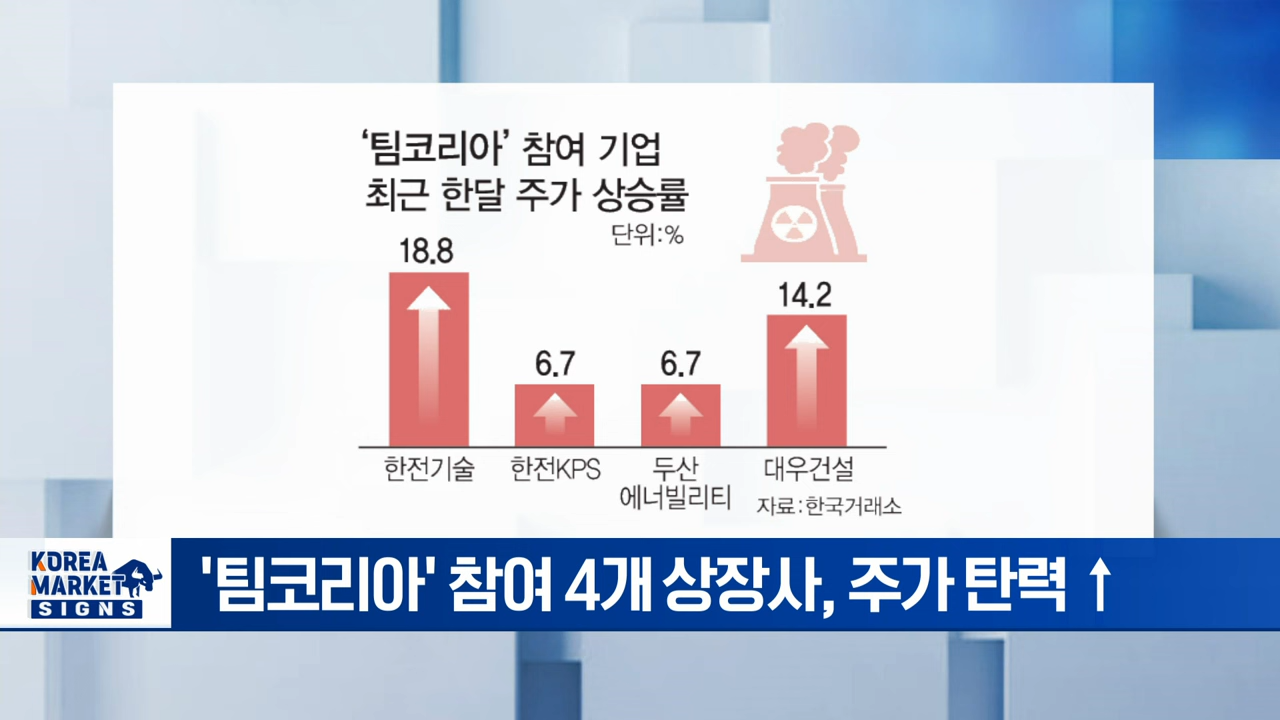 ‘팀코리아’ 참여 기업
최근 한달 주가 상승률
단위:%
18.8
6.7
6.7
14.2
한전기술
한전KPS
두산
에너빌리티
대우건설
자료:한국거래소
KOREA
MARKET
SIGNS
'팀코리아' 참여 4개 상장사, 주가 탄력 ↑